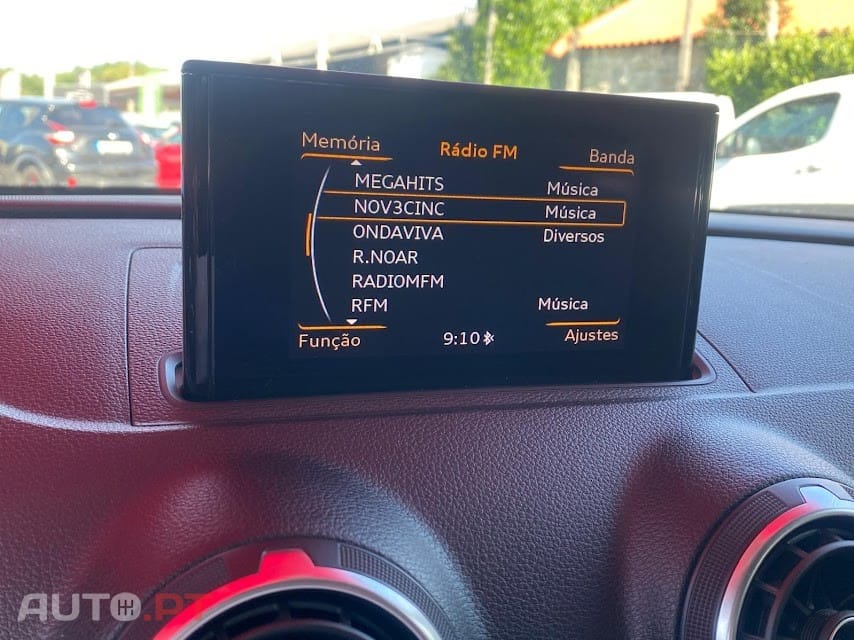 Memória Rádio FM Banda
MEGAHITS Música
NOV3CINC Música
ONDAVIVA Diversos
R.NOAR
RADIOMFM
RFM Música
Função 9:10 Ajustes
AUTO.PT